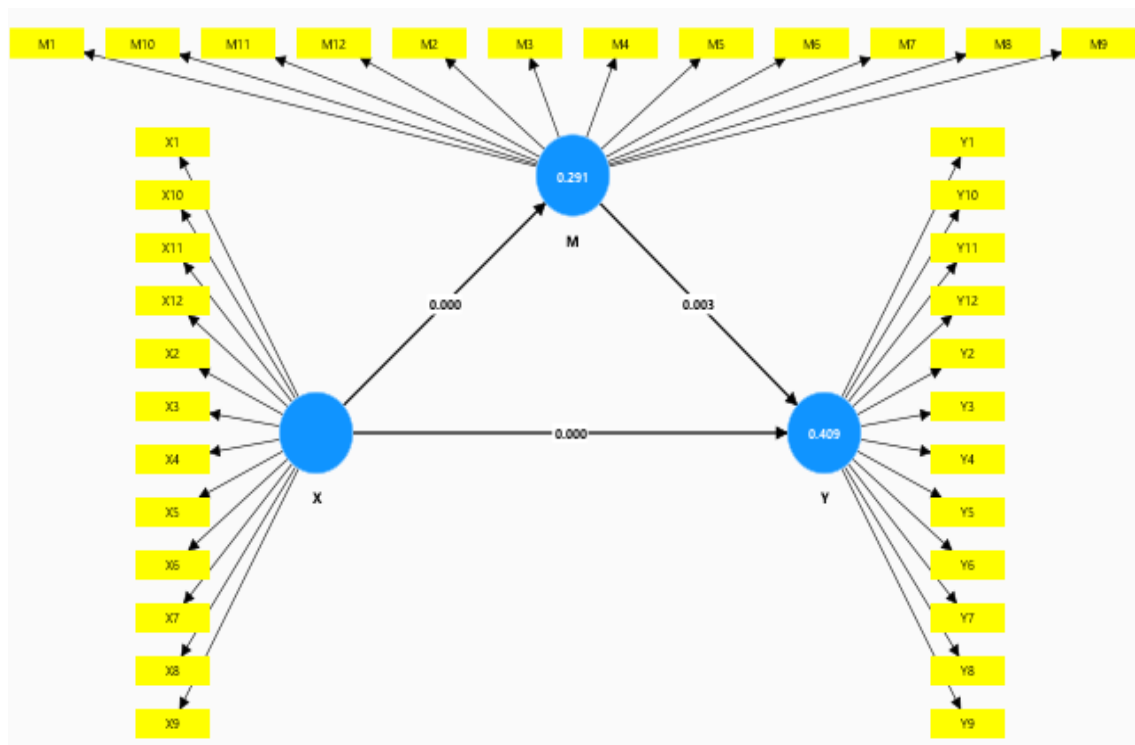 M1 M10 M11 M12 M2 M3 M4 M5 M6 M7 M8 M9
X1 Y1
0.291
X10 Y10
M
X11 Y11
X12 0.000 0.003 Y12
X2 Y2
X3 Y3
0.000 0.409
X4 Y4
X Y
X5 Y5
X6 Y6
X7 Y7
X8 Y8
X9 Y9